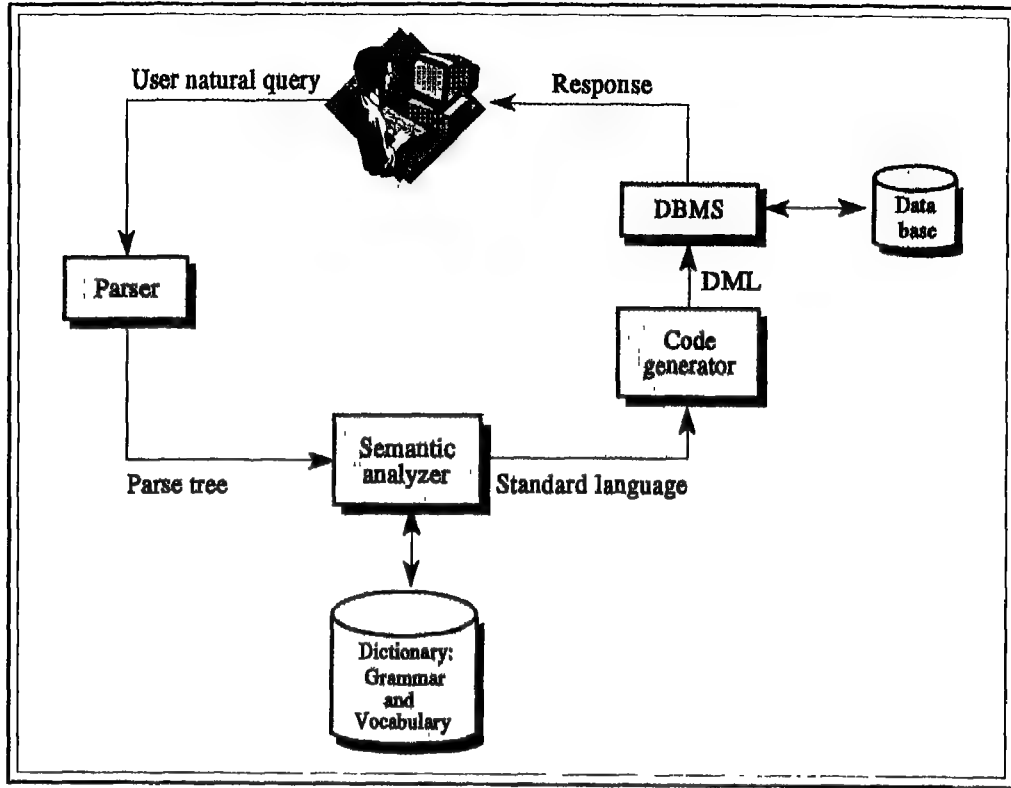 User natural query
Response
DBMS
Data
base
Parser
DML
Code
generator
Semantic
analyzer
Parse tree
Standard language
Dictionary:
Grammar
and
Vocabulary